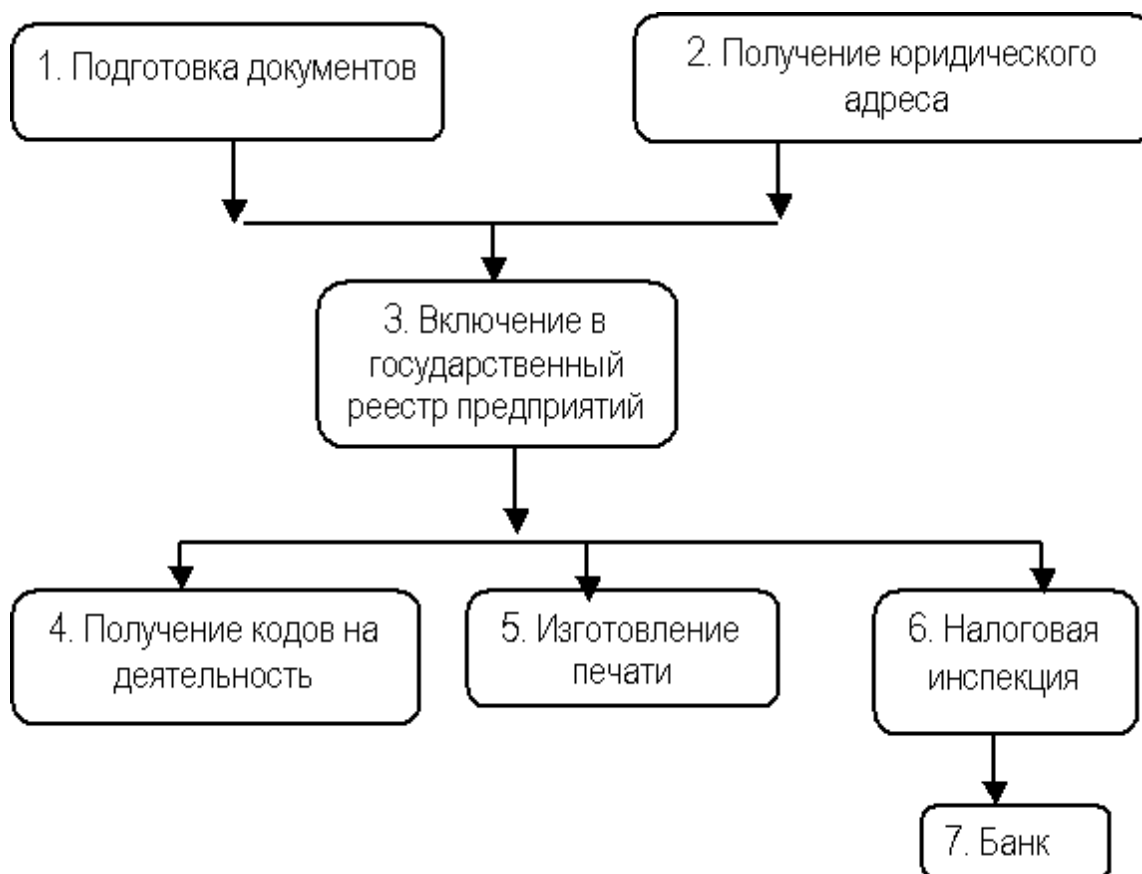 1. Подготовка документов
2. Получение юридического
адреса
3. Включение в
государственный
реестр предприятий
4. Получение кодов на
деятельность
5. Изготовление
печати
6. Налоговая
инспекция
7. Банк